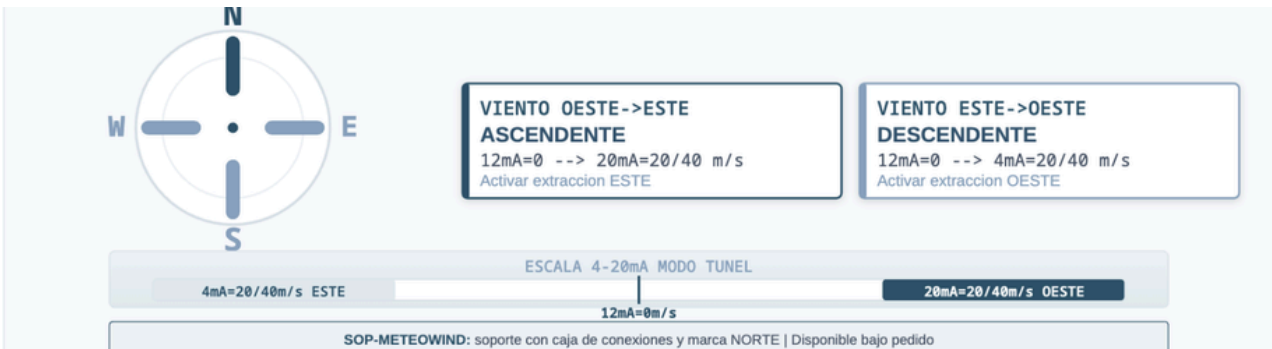 N
W
E
S
VIENTO OESTE->ESTE
ASCENDENTE
12mA=0 --> 20mA=20/40 m/s
Activar extraccion ESTE
VIENTO ESTE->OESTE
DESCENDENTE
12mA=0 --> 4mA=20/40 m/s
Activar extraccion OESTE
ESCALA 4-20mA MODO TUNEL
4mA=20/40m/s ESTE
20mA=20/40m/s OESTE
12mA=0m/s
SOP-METEOWIND: soporte con caja de conexiones y marca NORTE | Disponible bajo pedido